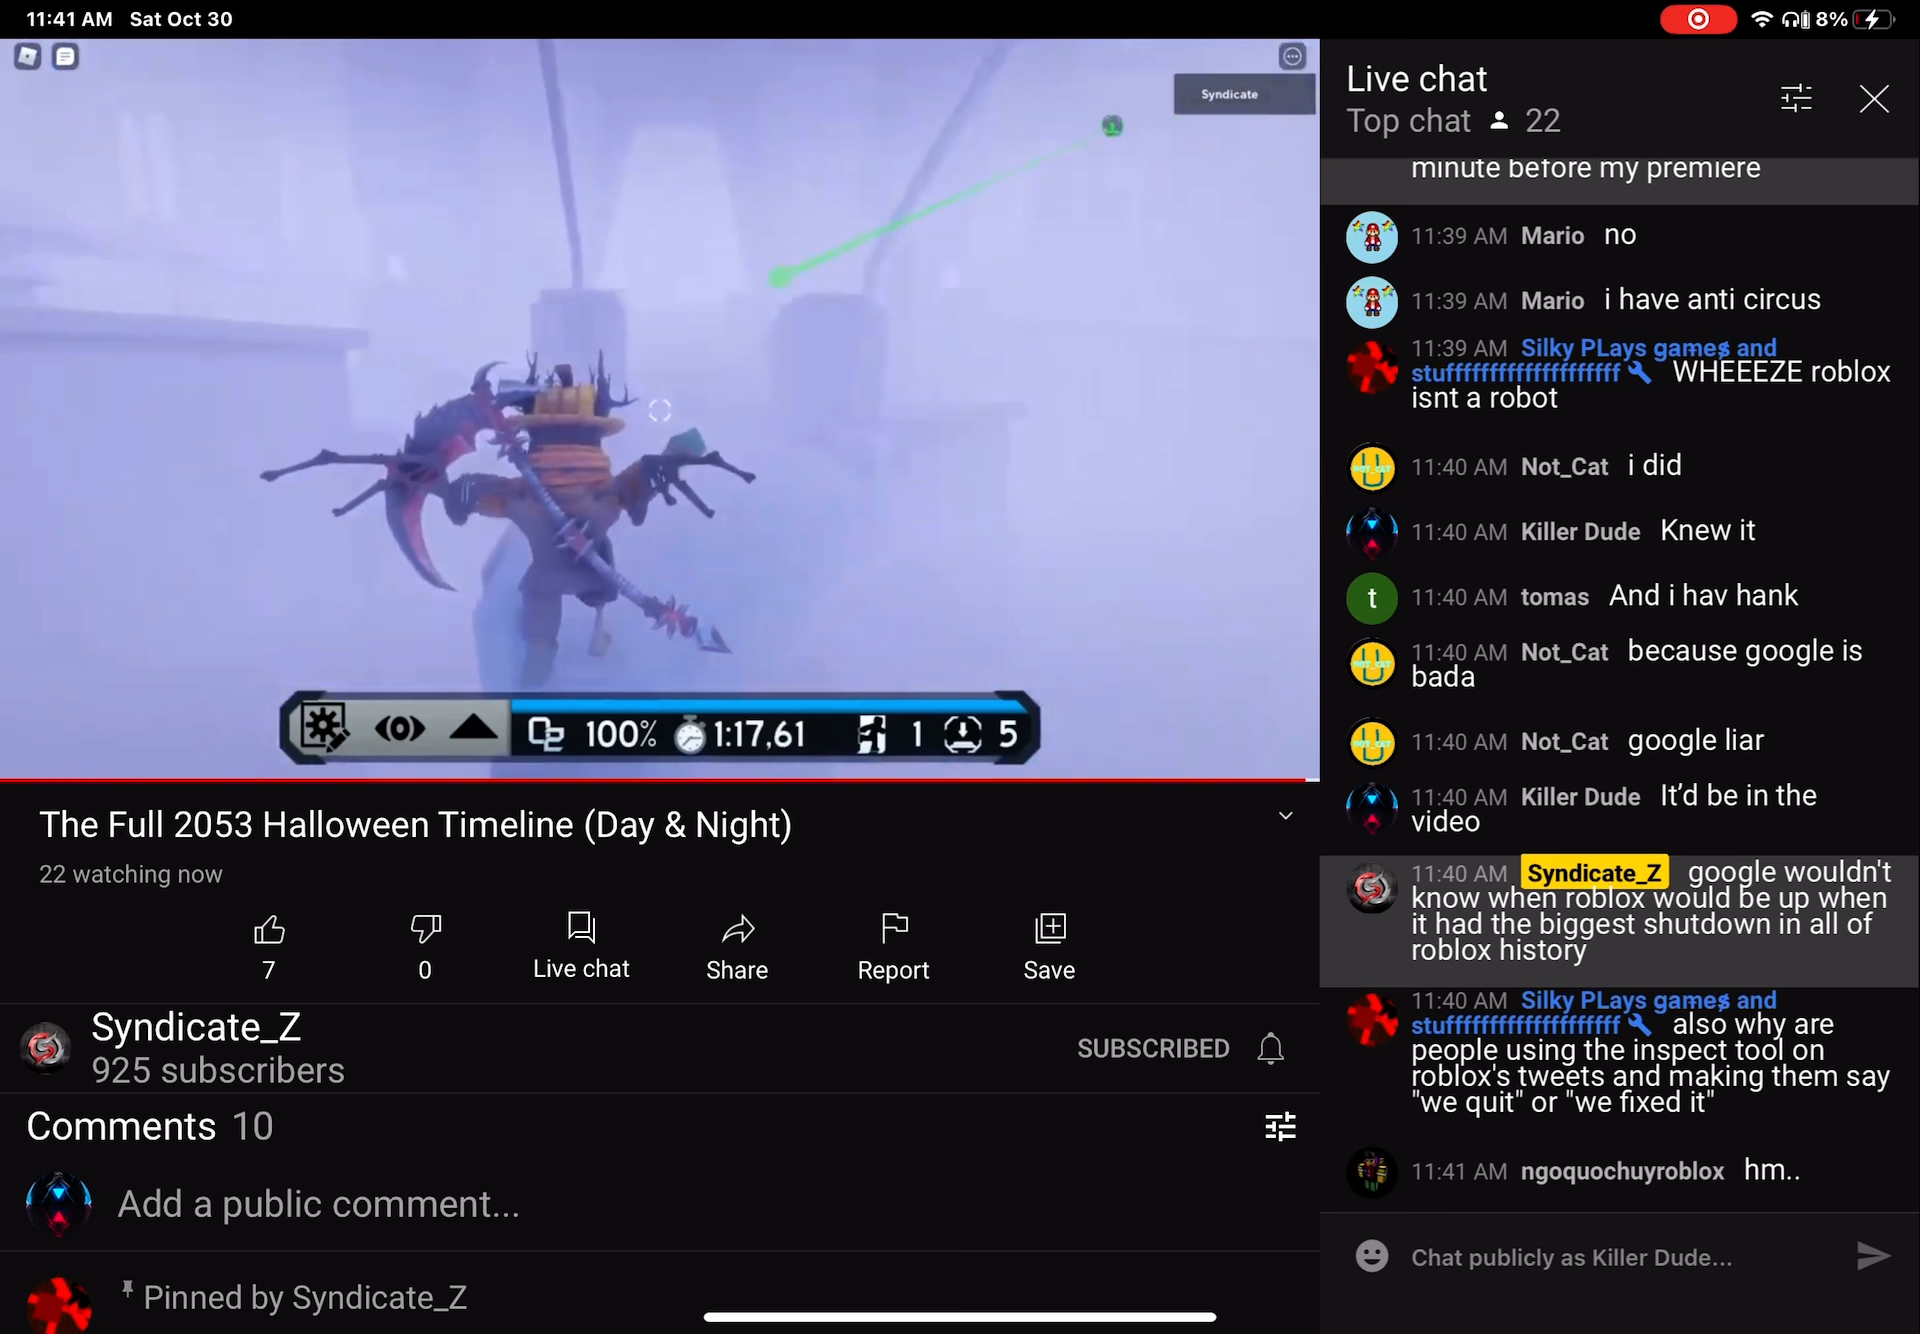 11:41 AM Sat Oct 30
8%
Syndicate
100% 1:17,61 1 5
The Full 2053 Halloween Timeline (Day & Night)
22 watching now
7
0
Live chat
Share
Report
Save
Syndicate_Z
925 subscribers
SUBSCRIBED
Comments 10
Add a public comment...
Pinned by Syndicate_Z
Live chat
Top chat 22
minute before my premiere
11:39 AM Mario no
11:39 AM Mario i have anti circus
11:39 AM Silky PLays games and
stufffffffffffffffffffff WHEEEZE roblox
isnt a robot
11:40 AM Not_Cat i did
11:40 AM Killer Dude Knew it
t
11:40 AM tomas And i hav hank
11:40 AM Not_Cat because google is
bada
11:40 AM Not_Cat google liar
11:40 AM Killer Dude It’d be in the
video
11:40 AM Syndicate_Z google wouldn't
know when roblox would be up when
it had the biggest shutdown in all of
roblox history
11:40 AM Silky PLays games and
stufffffffffffffffffffff also why are
people using the inspect tool on
roblox's tweets and making them say
"we quit" or "we fixed it"
11:41 AM ngoquochuyroblox hm..
Chat publicly as Killer Dude...